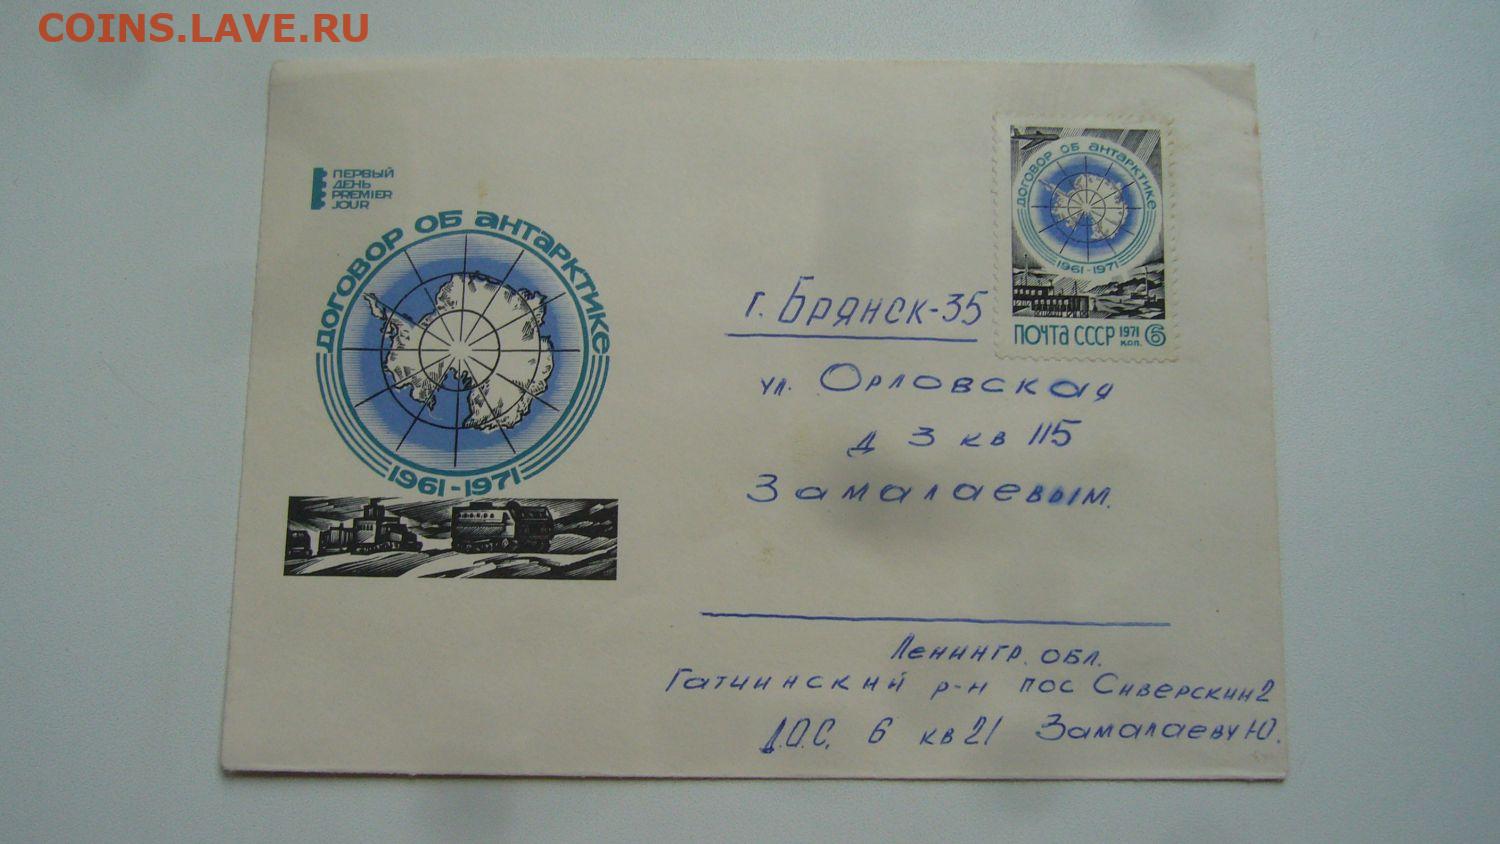 COINS.LAVE.RU
ПЕРВЫЙ
ДЕНЬ
PREMIER
JOUR
ДОГОВОР ОБ АНТАРКТИКЕ
1961-1971
ДОГОВОР ОБ АНТАРКТИКЕ
1961-1971
ПОЧТА СССР 1971 КОП. 6
г. Брянск-35
ул. Орловская
д 3 кв 115
Замалаевым.
Ленингр. обл.
Гатчинский р-н пос Сиверский 2
Д.О.С. 6 кв 21 Замалаеву Ю.